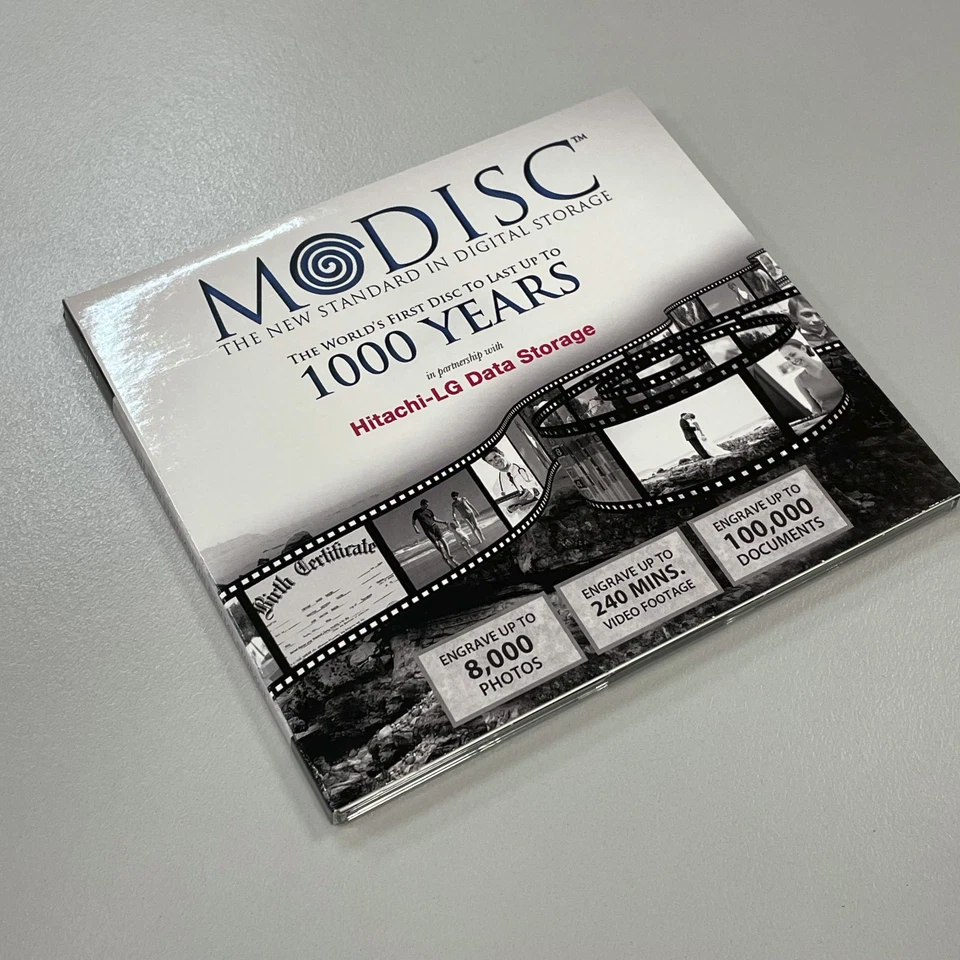 MODISC™
THE NEW STANDARD IN DIGITAL STORAGE
THE WORLD'S FIRST DISC TO LAST UP TO
1000 YEARS
in partnership with
Hitachi-LG Data Storage
Birth Certificate
ENGRAVE UP TO
8,000
PHOTOS
ENGRAVE UP TO
240 MINS.
VIDEO FOOTAGE
ENGRAVE UP TO
100,000
DOCUMENTS